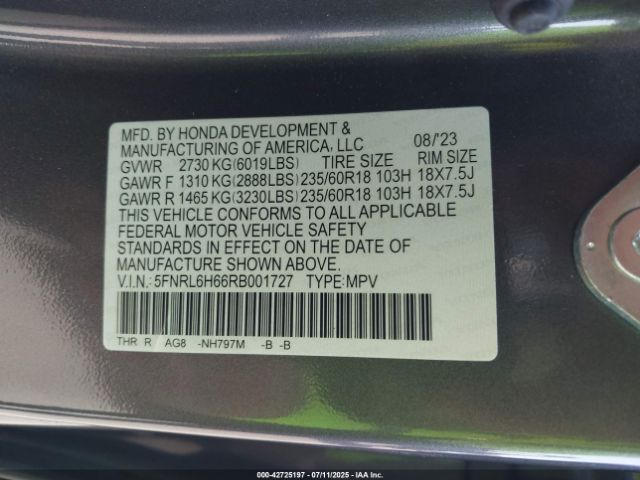 MFD. BY HONDA DEVELOPMENT &
MANUFACTURING OF AMERICA, LLC 08/'23
GVWR 2730 KG(6019LBS) TIRE SIZE RIM SIZE
GAWR F 1310 KG(2888LBS) 235/60R18 103H 18X7.5J
GAWR R 1465 KG(3230LBS) 235/60R18 103H 18X7.5J
THIS VEHICLE CONFORMS TO ALL APPLICABLE
FEDERAL MOTOR VEHICLE SAFETY
STANDARDS IN EFFECT ON THE DATE OF
MANUFACTURE SHOWN ABOVE.
V.I.N.: 5FNRL6H66RB001727 TYPE:MPV
THR R AG8 -NH797M -B -B
000-42725197 - 07/11/2025 - IAA Inc.